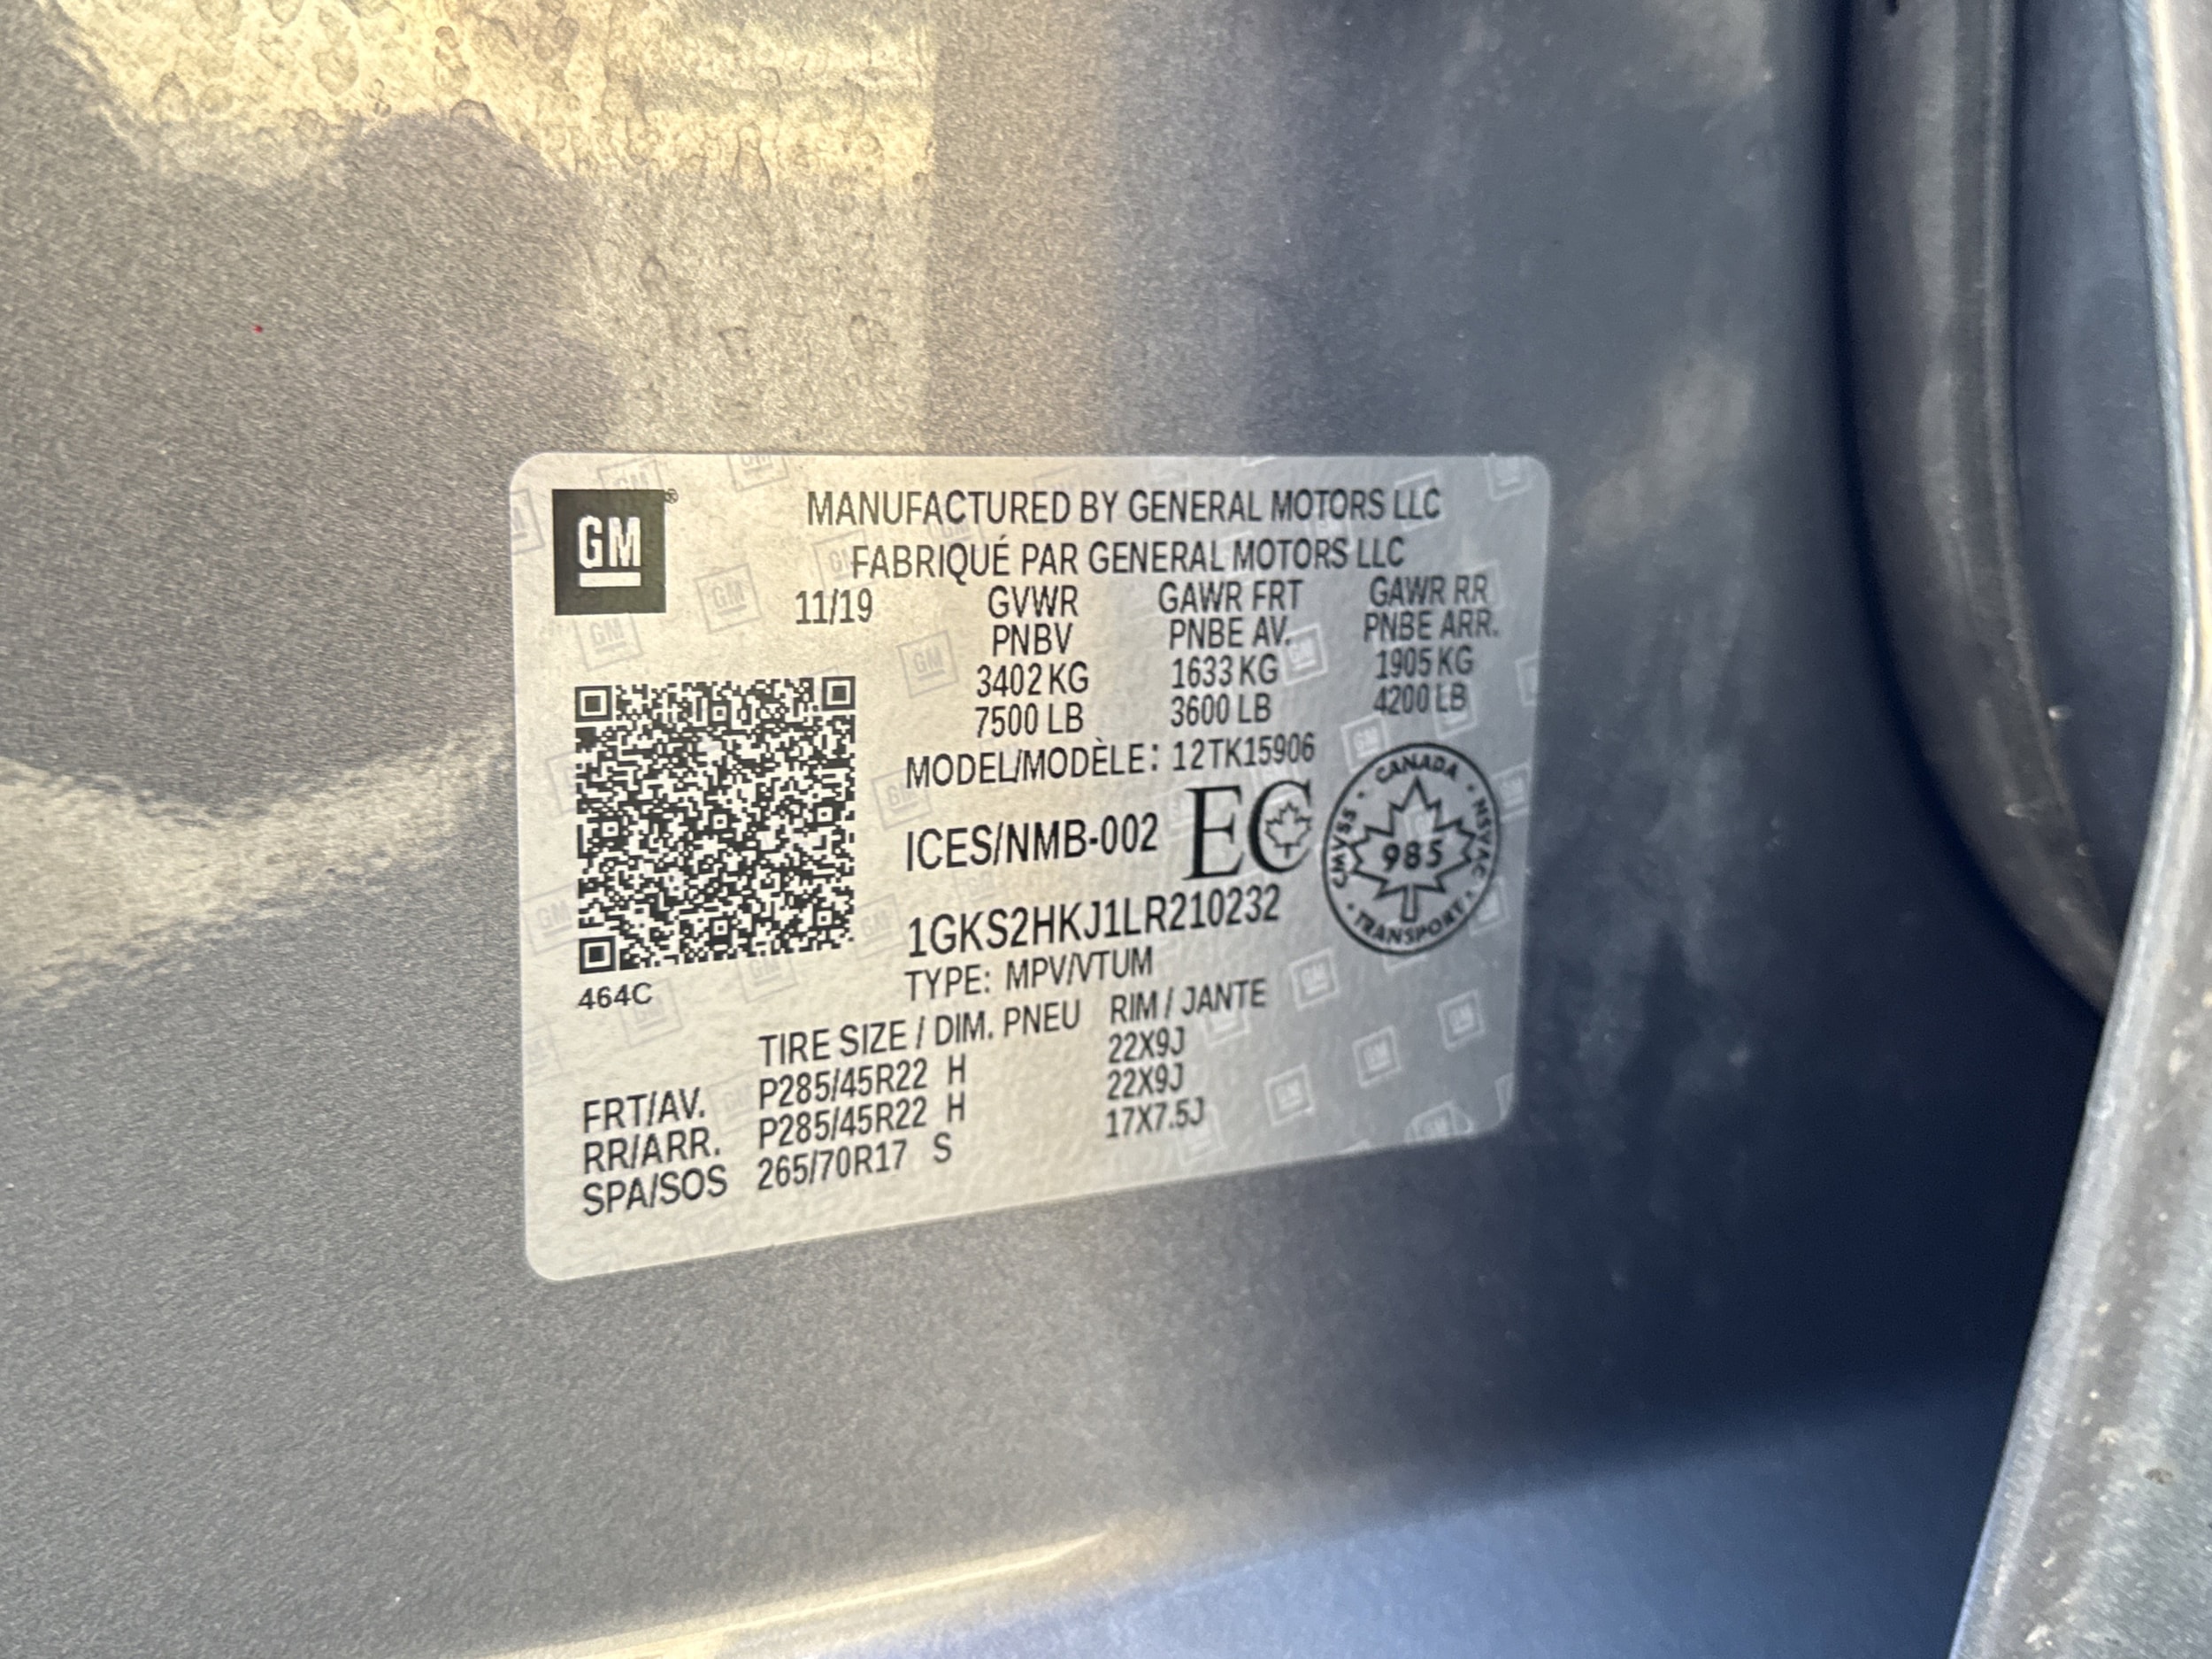 GM®
MANUFACTURED BY GENERAL MOTORS LLC
FABRIQUÉ PAR GENERAL MOTORS LLC
11/19 GVWR GAWR FRT GAWR RR
PNBV PNBE AV. PNBE ARR.
3402 KG 1633 KG 1905 KG
7500 LB 3600 LB 4200 LB
MODEL/MODÈLE: 12TK15906
ICES/NMB-002 EC
CANADA · NSVAC · TRANSPORT · CMVSS ·
985
1GKS2HKJ1LR210232
TYPE: MPV/VTUM
464C
TIRE SIZE / DIM. PNEU RIM / JANTE
FRT/AV. P285/45R22 H 22X9J
RR/ARR. P285/45R22 H 22X9J
SPA/SOS 265/70R17 S 17X7.5J